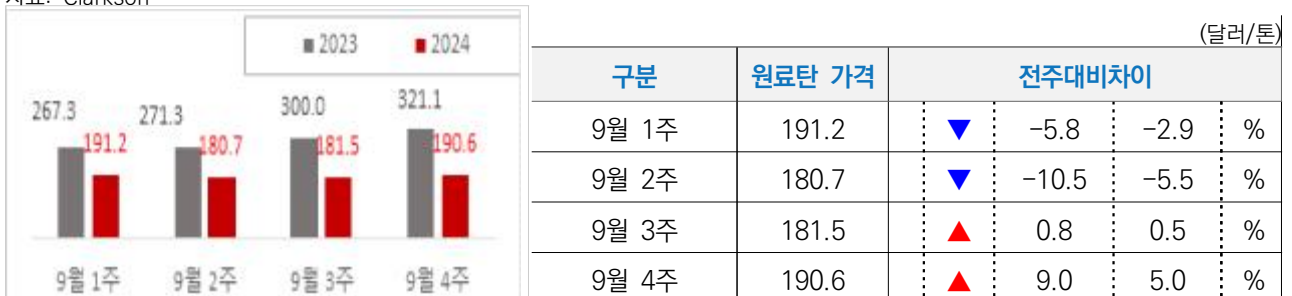 자료: Clarkson
■ 2023 ■ 2024
267.3 271.3 300.0 321.1
191.2 180.7 181.5 190.6
9월 1주 9월 2주 9월 3주 9월 4주
(달러/톤)
구분 원료탄 가격 전주대비차이
9월 1주 191.2 ▼ -5.8 -2.9 %
9월 2주 180.7 ▼ -10.5 -5.5 %
9월 3주 181.5 ▲ 0.8 0.5 %
9월 4주 190.6 ▲ 9.0 5.0 %